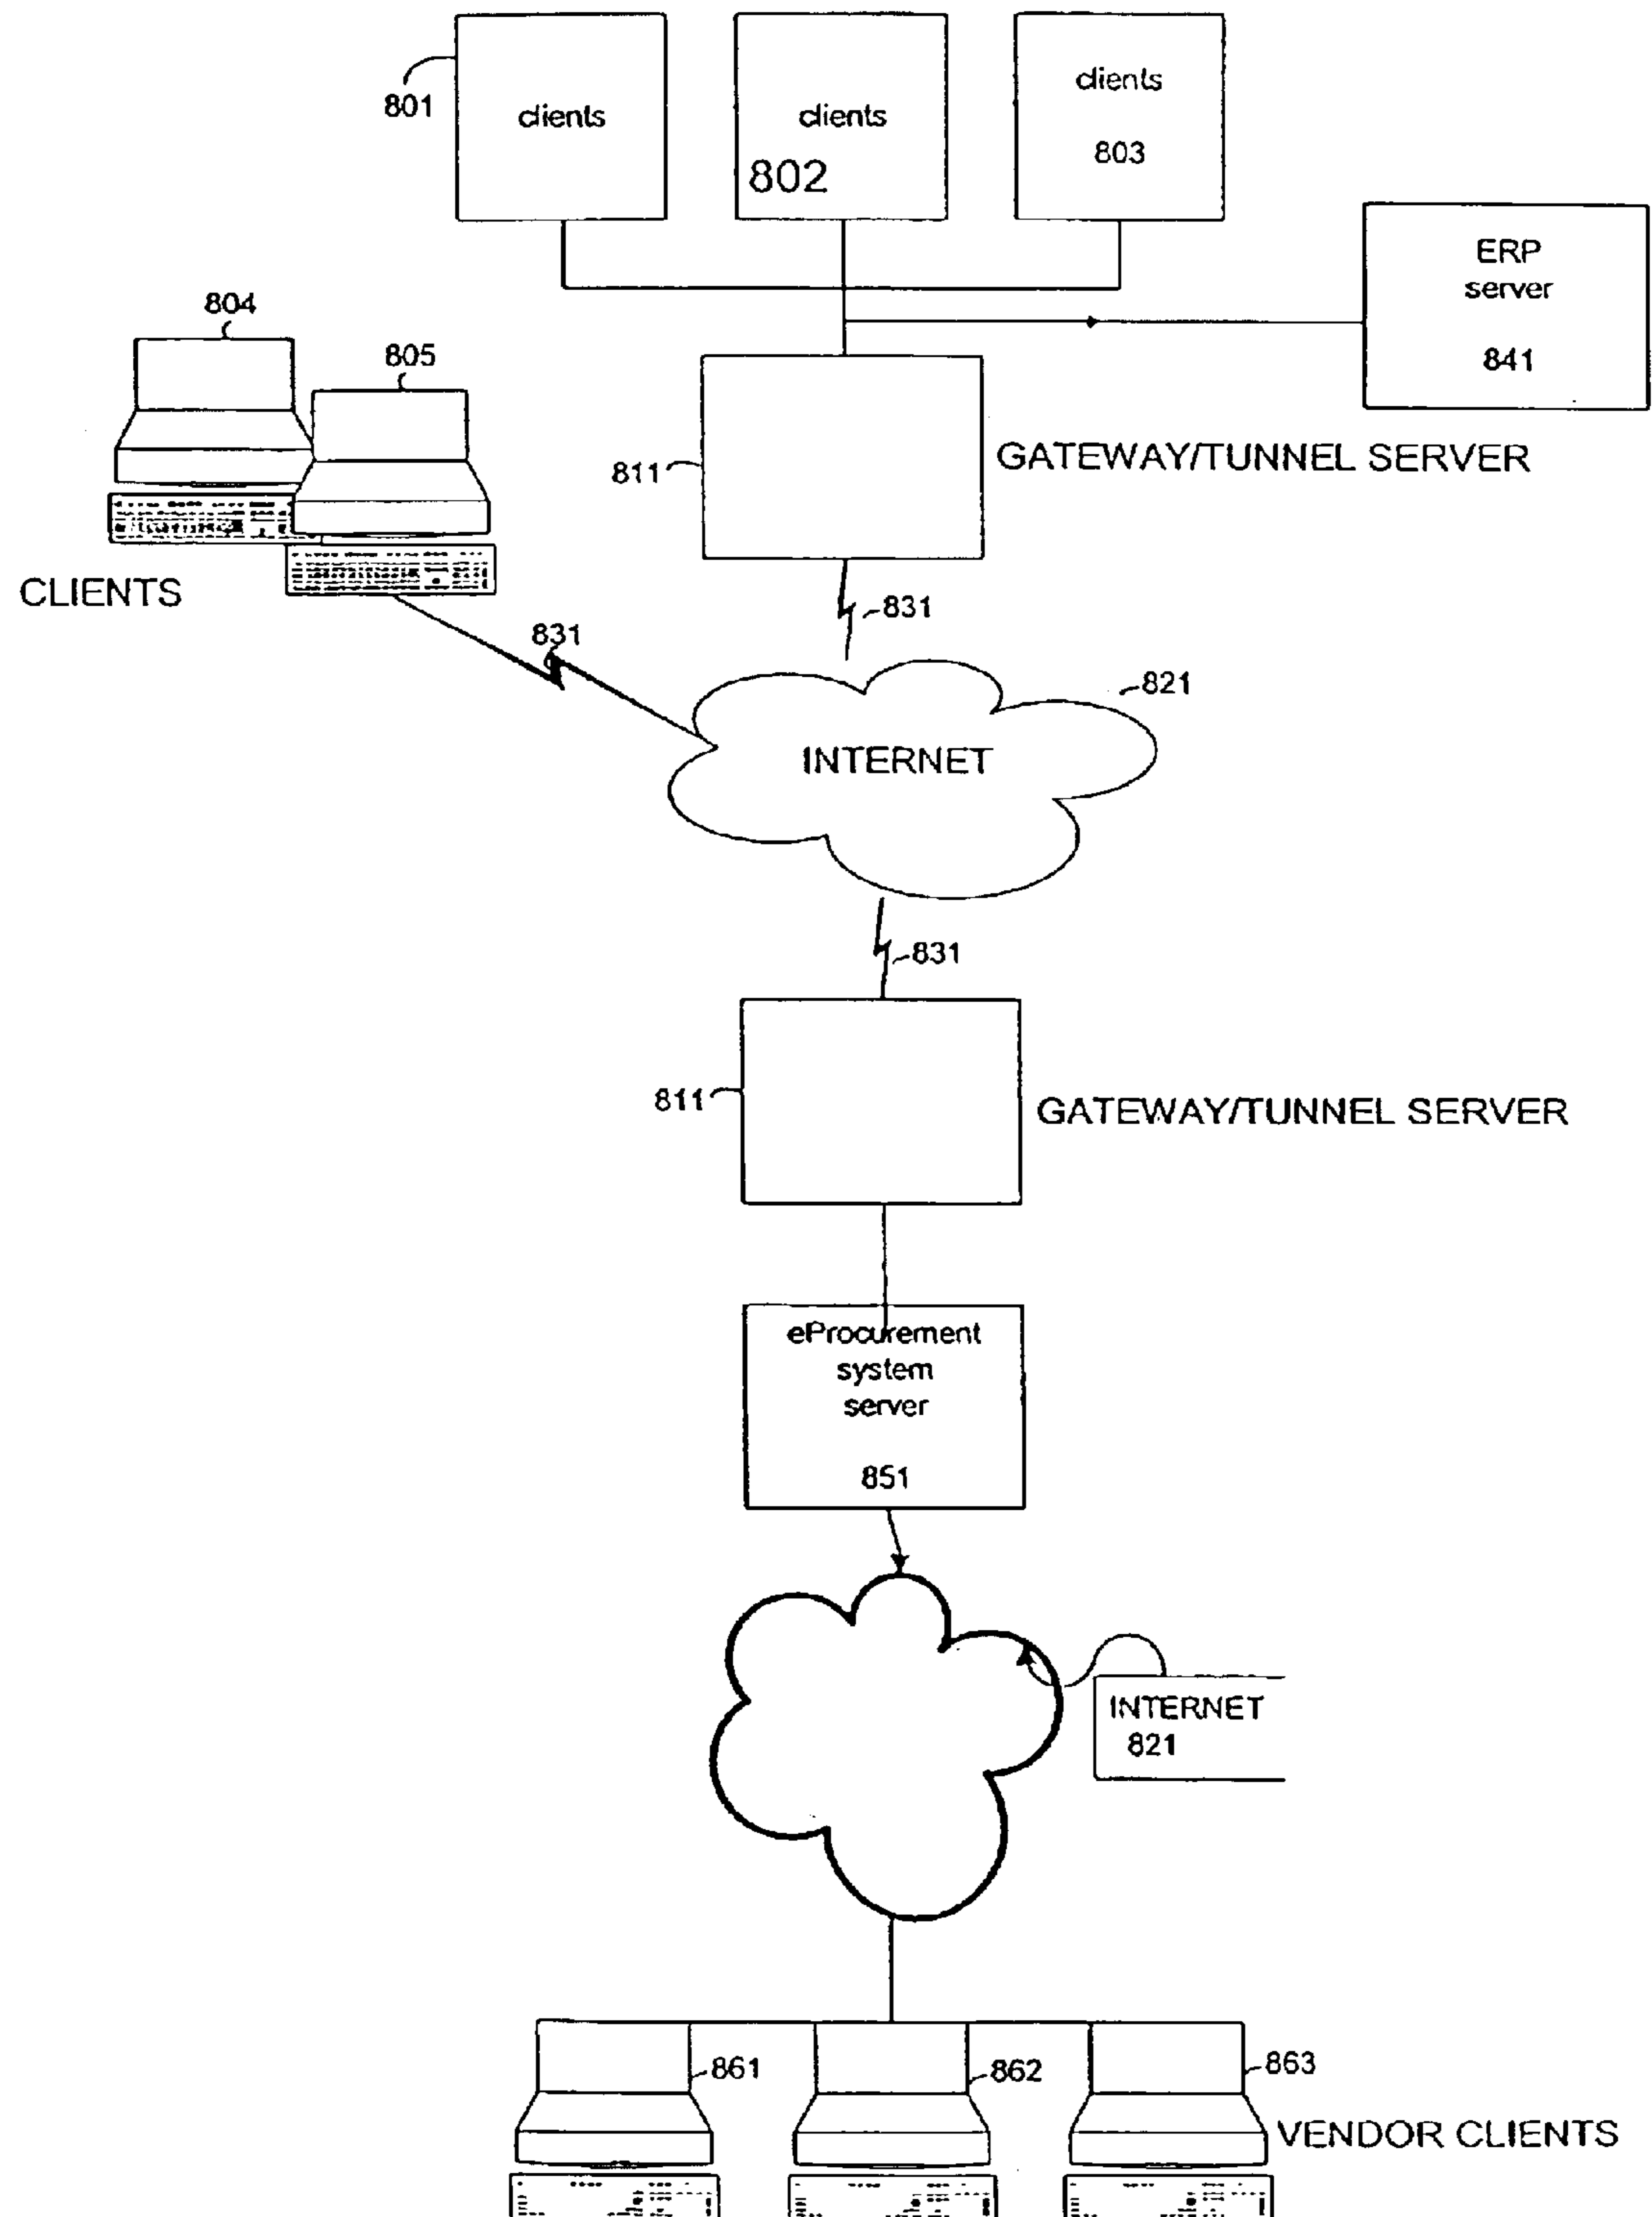 801
clients
clients
802
clients
803
ERP
server
841
804
805
811
GATEWAY/TUNNEL SERVER
CLIENTS
831
831
821
INTERNET
831
811
GATEWAY/TUNNEL SERVER
eProcurement
system
server
851
INTERNET
821
861
862
863
VENDOR CLIENTS